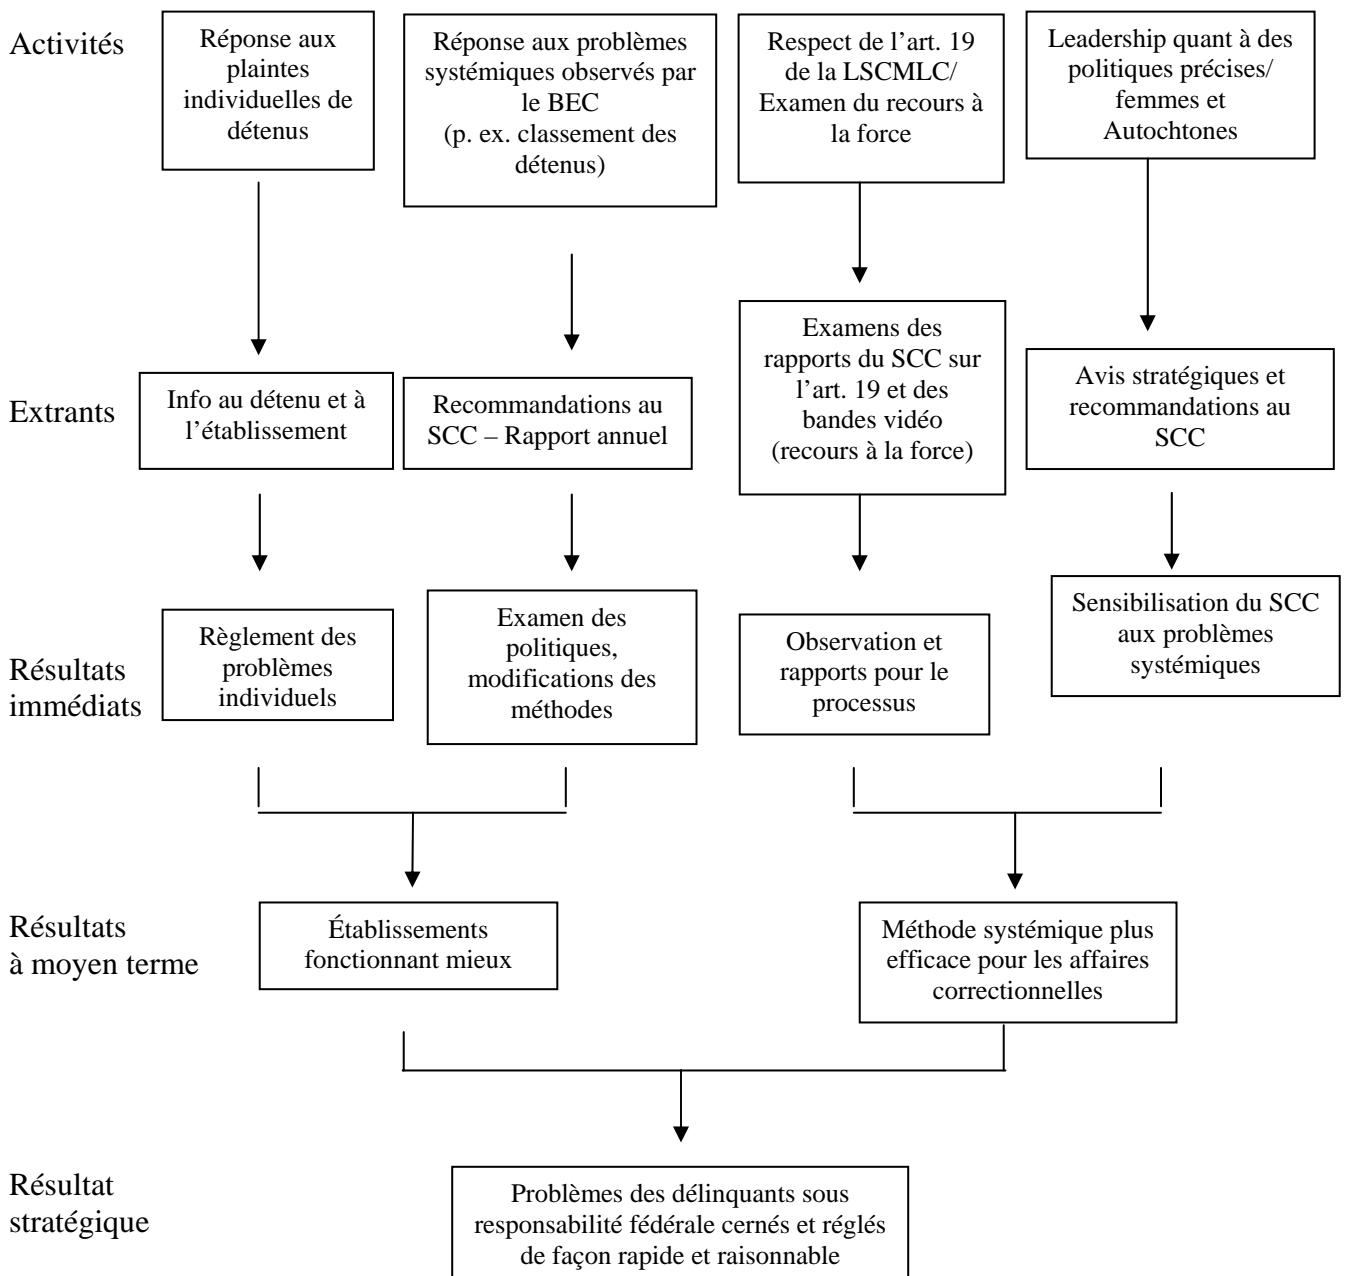 Activités
Réponse aux
plaintes
individuelles de
détenus
Réponse aux problèmes
systémiques observés par
le BEC
(p. ex. classement des
détenus)
Respect de l’art. 19
de la LSCMLC/
Examen du recours à
la force
Leadership quant à des
politiques précises/
femmes et
Autochtones
Extrants
Info au détenu et à
l’établissement
Recommandations au
SCC – Rapport annuel
Examens des
rapports du SCC sur
l’art. 19 et des
bandes vidéo
(recours à la force)
Avis stratégiques et
recommandations au
SCC
Résultats
immédiats
Règlement des
problèmes
individuels
Examen des
politiques,
modifications des
méthodes
Observation et
rapports pour le
processus
Sensibilisation du SCC
aux problèmes
systémiques
Résultats
à moyen terme
Établissements
fonctionnant mieux
Méthode systémique plus
efficace pour les affaires
correctionnelles
Résultat
stratégique
Problèmes des délinquants sous
responsabilité fédérale cernés et réglés
de façon rapide et raisonnable